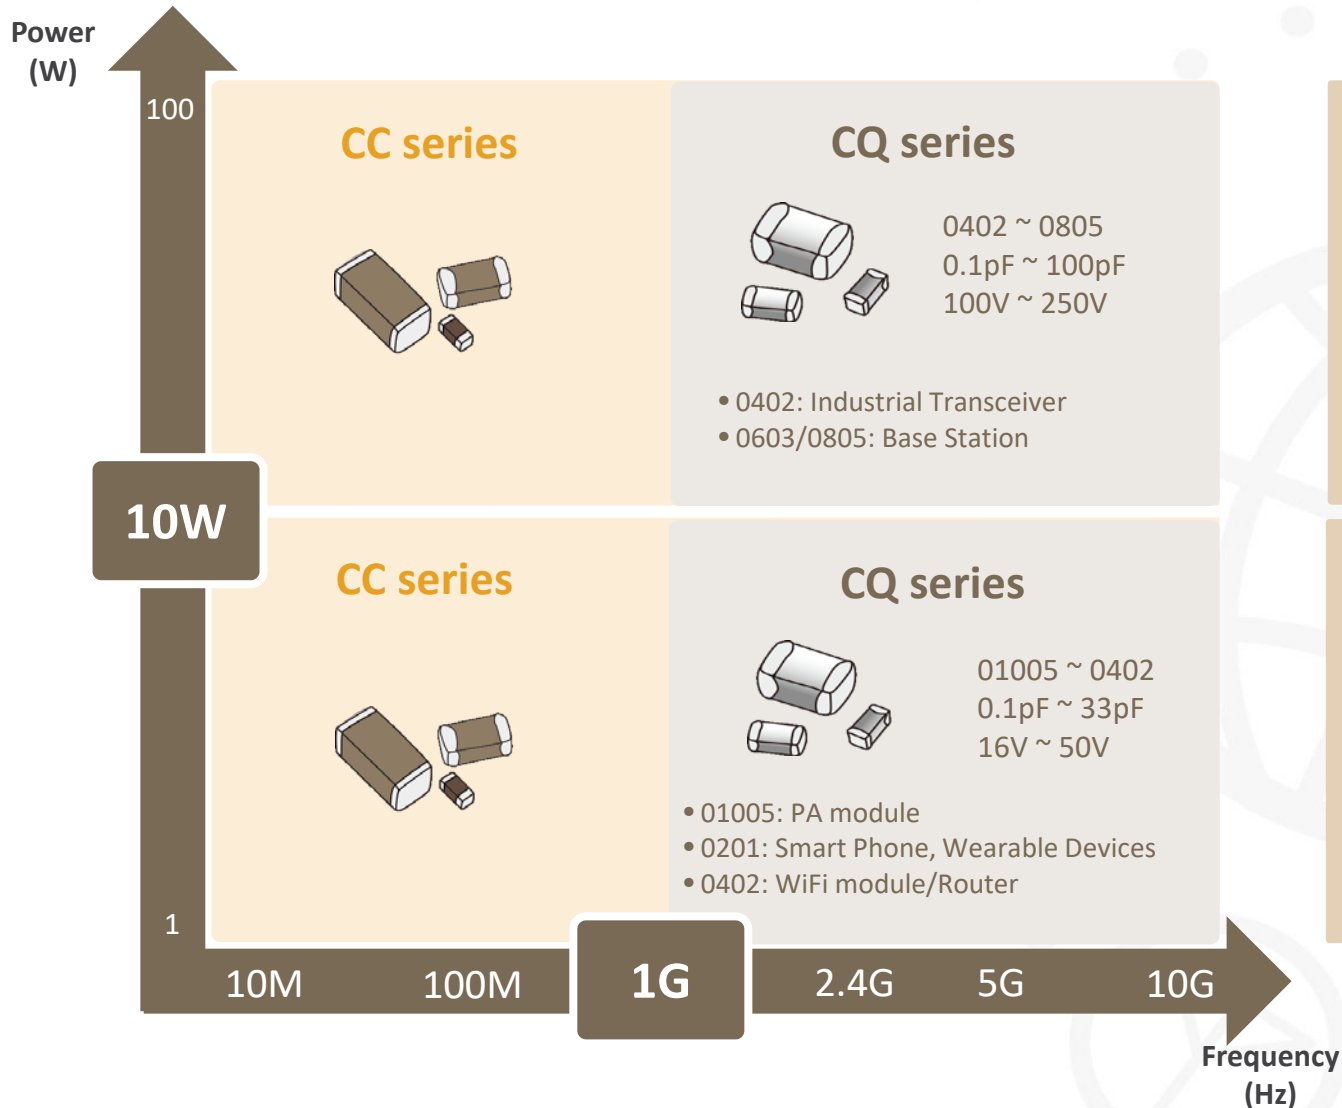 Power
(W)
100
CC series
CQ series
0402 ~ 0805
0.1pF ~ 100pF
100V ~ 250V
• 0402: Industrial Transceiver
• 0603/0805: Base Station
10W
CC series
CQ series
01005 ~ 0402
0.1pF ~ 33pF
16V ~ 50V
• 01005: PA module
• 0201: Smart Phone, Wearable Devices
• 0402: WiFi module/Router
1
10M 100M 1G 2.4G 5G 10G
Frequency
(Hz)